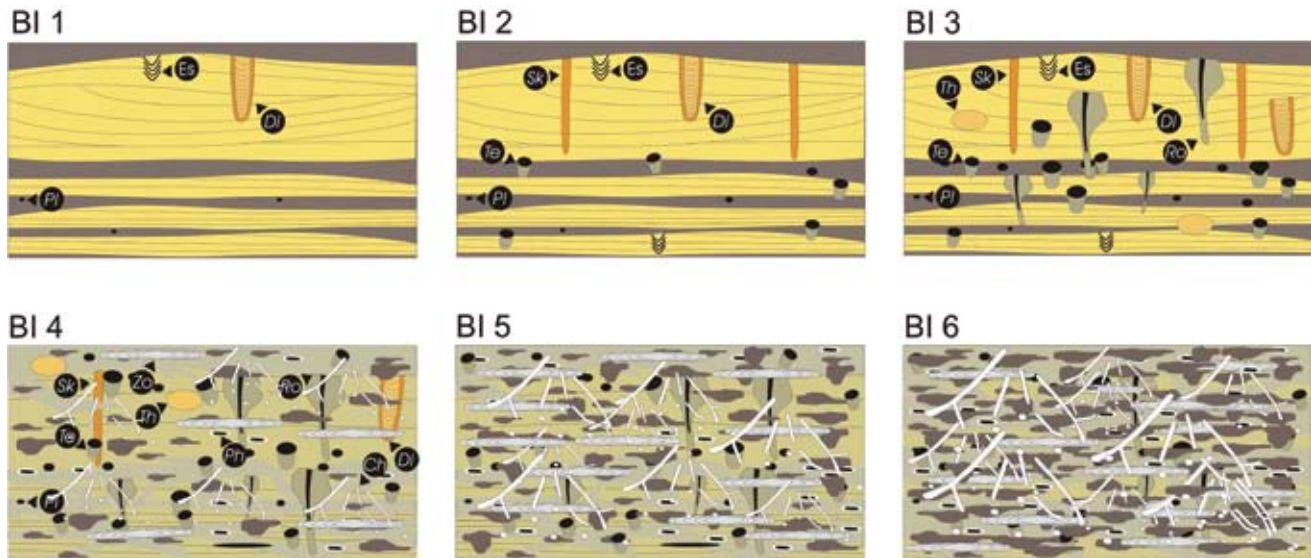 BI 1
BI 2
BI 3
Es
Di
Sk
Es
Di
Te
Pl
Th
Sk
Es
Di
Ro
Te
Pl
Pl
BI 4
BI 5
BI 6
Sk
Zo
Ro
Th
Te
Ph
Ch
Di
Pl